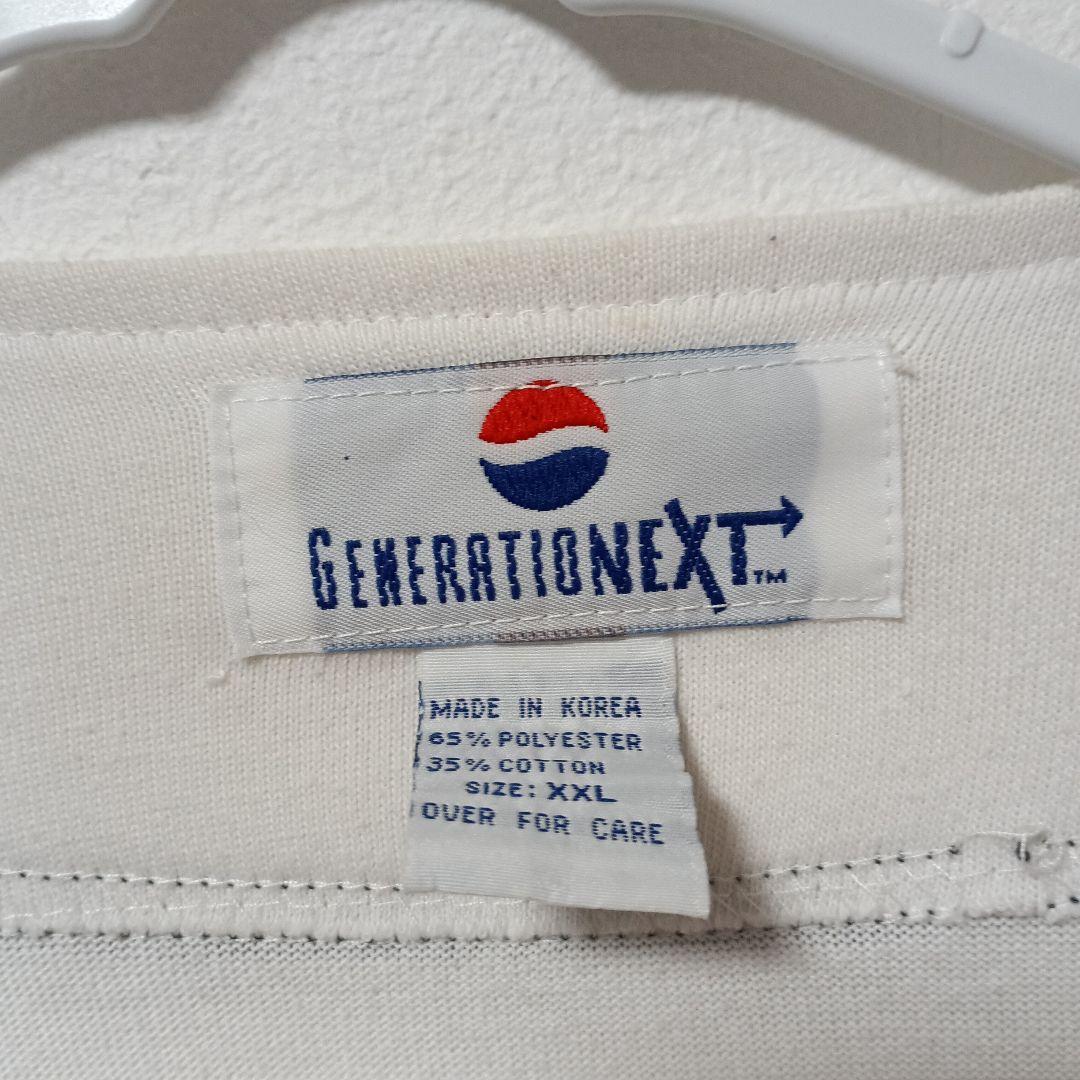 GENERATIONEXT™
MADE IN KOREA
65% POLYESTER
35% COTTON
SIZE: XXL
OVER FOR CARE